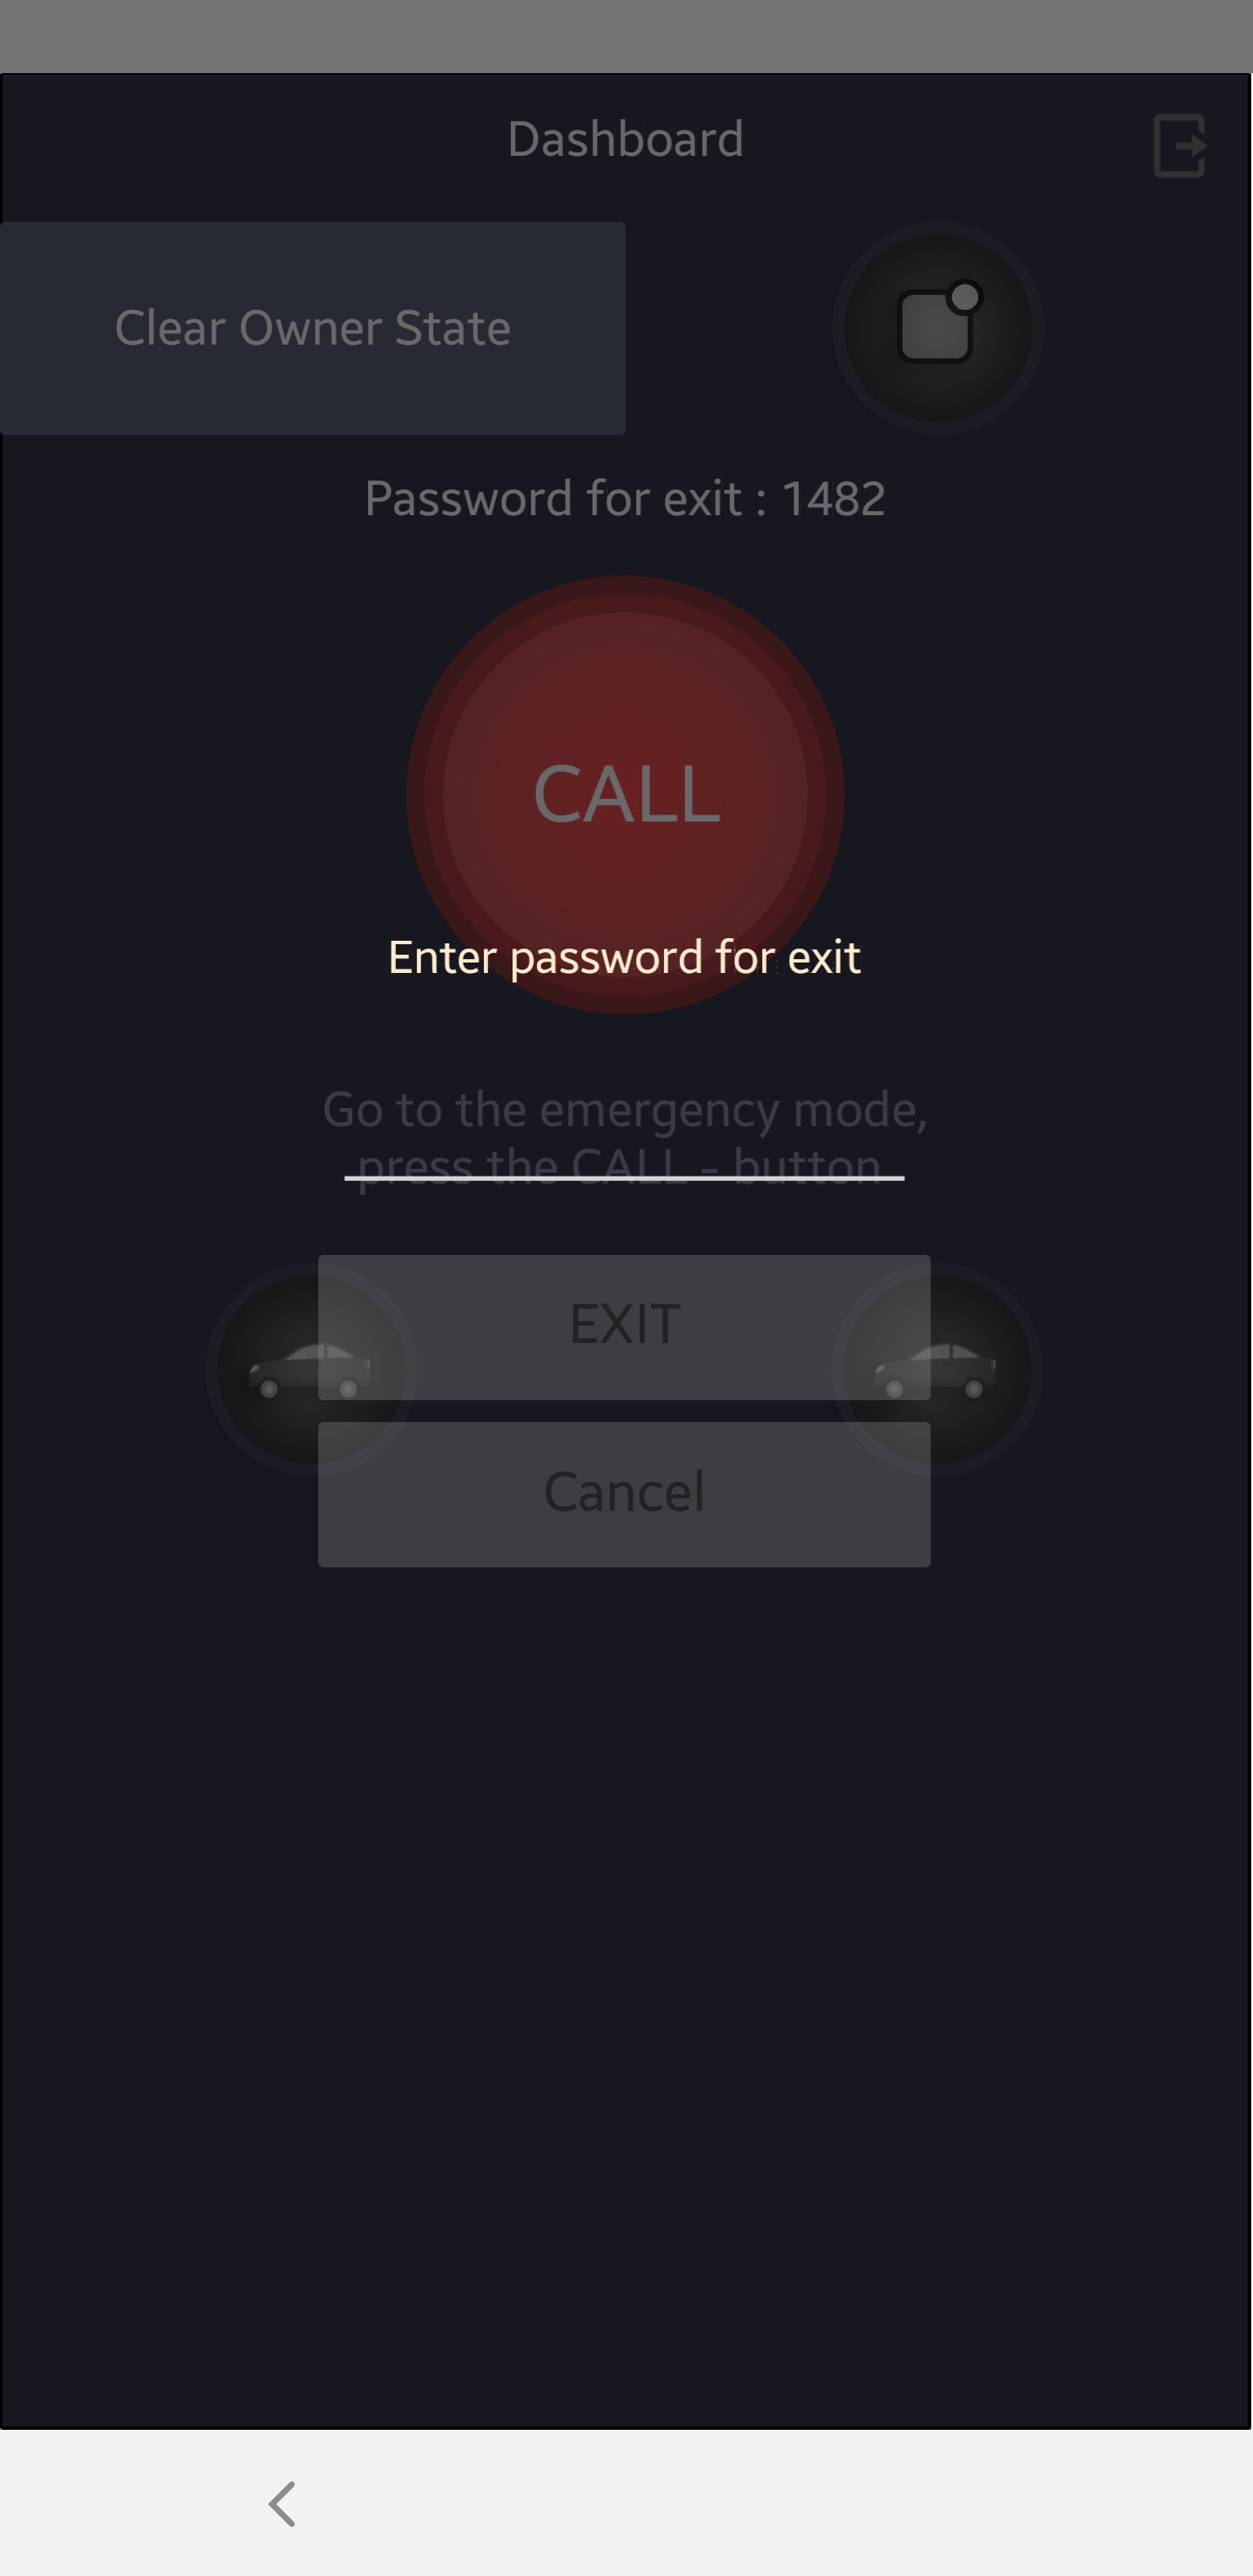 Dashboard
Clear Owner State
Password for exit : 1482
CALL
Enter password for exit
Go to the emergency mode,
press the CALL - button
EXIT
Cancel